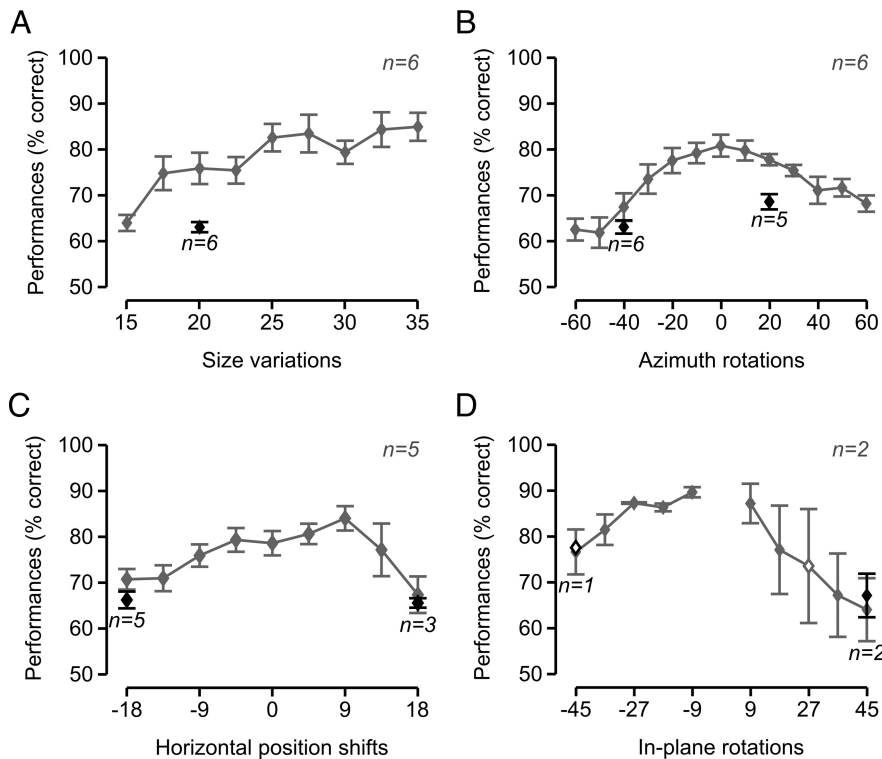 A
Performances (% correct)
100
90
80
70
60
50
n=6
n=6
15
20
25
30
35
Size variations
B
Performances (% correct)
100
90
80
70
60
50
n=6
n=6
n=5
-60
-40
-20
0
20
40
60
Azimuth rotations
C
Performances (% correct)
100
90
80
70
60
50
n=5
n=5
n=3
-18
-9
0
9
18
Horizontal position shifts
D
Performances (% correct)
100
90
80
70
60
50
n=2
n=1
n=2
-45
-27
-9
9
27
45
In-plane rotations